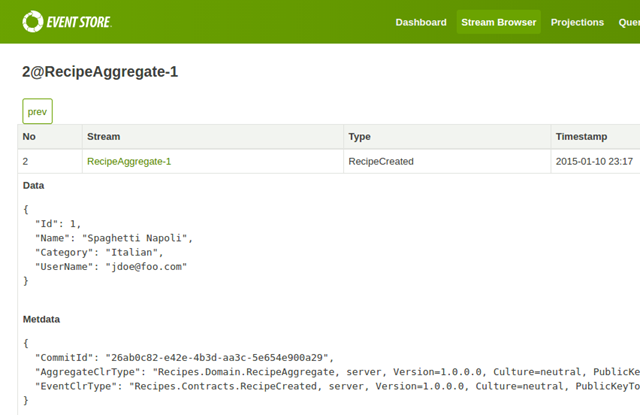 EVENT STORE
Dashboard Stream Browser Projections
2@RecipeAggregate-1
prev
No Stream Type Timestamp
2 RecipeAggregate-1 RecipeCreated 2015-01-10 23:17
Data
{
"Id": 1,
"Name": "Spaghetti Napoli",
"Category": "Italian",
"UserName": "jdoe@foo.com"
}
Metdata
{
"CommitId": "26ab0c82-e42e-4b3d-aa3c-5e654e900a29",
"AggregateClrType": "Recipes.Domain.RecipeAggregate, server, Version=1.0.0.0, Culture=neutral, PublicKe
"EventClrType": "Recipes.Contracts.RecipeCreated, server, Version=1.0.0.0, Culture=neutral, PublicKeyTo
}